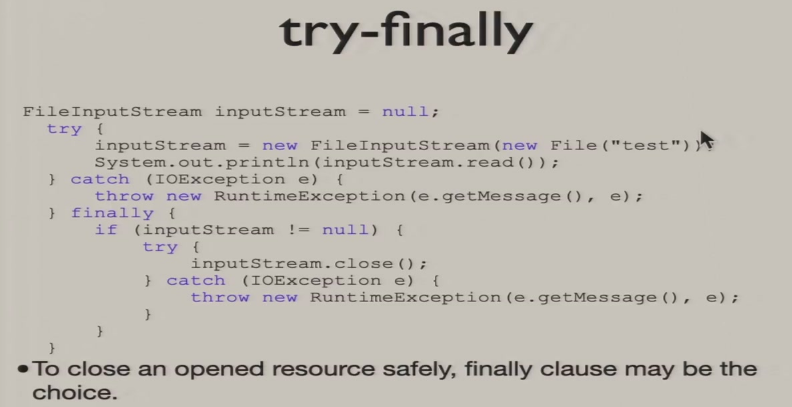 try-finally
FileInputStream inputStream = null;
try {
inputStream = new FileInputStream(new File("test"));
System.out.println(inputStream.read());
} catch (IOException e) {
throw new RuntimeException(e.getMessage(), e);
} finally {
if (inputStream != null) {
try {
inputStream.close();
} catch (IOException e) {
throw new RuntimeException(e.getMessage(), e);
}
}
}
•To close an opened resource safely, finally clause may be the
choice.